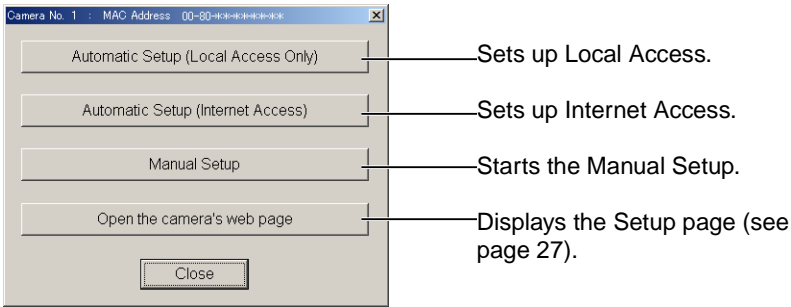 Camera No. 1 : MAC Address 00-80-**-**-**-**
Automatic Setup (Local Access Only)
Sets up Local Access.
Automatic Setup (Internet Access)
Sets up Internet Access.
Manual Setup
Starts the Manual Setup.
Open the camera's web page
Displays the Setup page (see
page 27).
Close